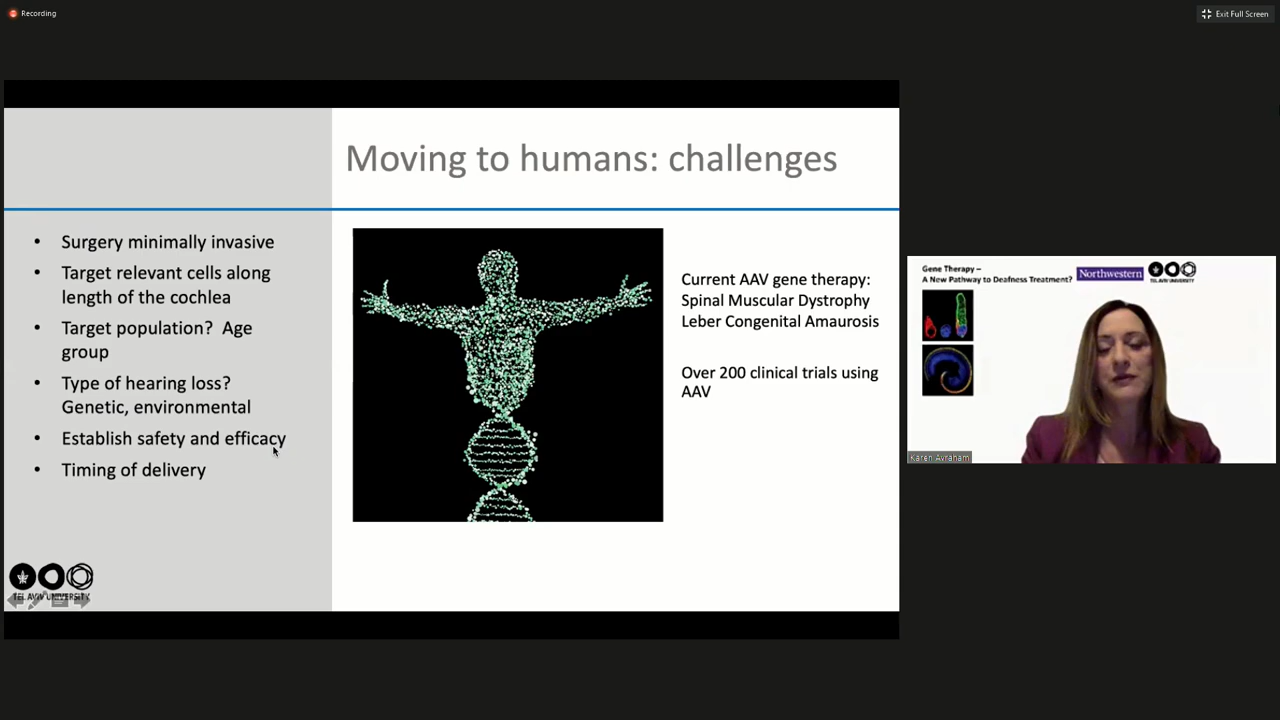 Recording
Exit Full Screen
Moving to humans: challenges
• Surgery minimally invasive
• Target relevant cells along
length of the cochlea
• Target population? Age
group
• Type of hearing loss?
Genetic, environmental
• Establish safety and efficacy
• Timing of delivery
Current AAV gene therapy:
Spinal Muscular Dystrophy
Leber Congenital Amaurosis
Over 200 clinical trials using
AAV
TEL AVIV UNIVERSITY
Gene Therapy –
A New Pathway to Deafness Treatment?
Northwestern
TEL AVIV UNIVERSITY
Karen Avraham